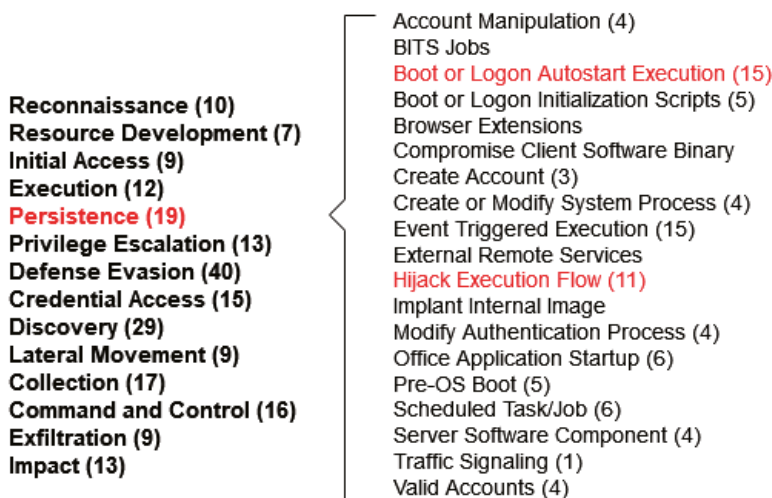 Reconnaissance (10)
Resource Development (7)
Initial Access (9)
Execution (12)
Persistence (19)
Privilege Escalation (13)
Defense Evasion (40)
Credential Access (15)
Discovery (29)
Lateral Movement (9)
Collection (17)
Command and Control (16)
Exfiltration (9)
Impact (13)
Account Manipulation (4)
BITS Jobs
Boot or Logon Autostart Execution (15)
Boot or Logon Initialization Scripts (5)
Browser Extensions
Compromise Client Software Binary
Create Account (3)
Create or Modify System Process (4)
Event Triggered Execution (15)
External Remote Services
Hijack Execution Flow (11)
Implant Internal Image
Modify Authentication Process (4)
Office Application Startup (6)
Pre-OS Boot (5)
Scheduled Task/Job (6)
Server Software Component (4)
Traffic Signaling (1)
Valid Accounts (4)